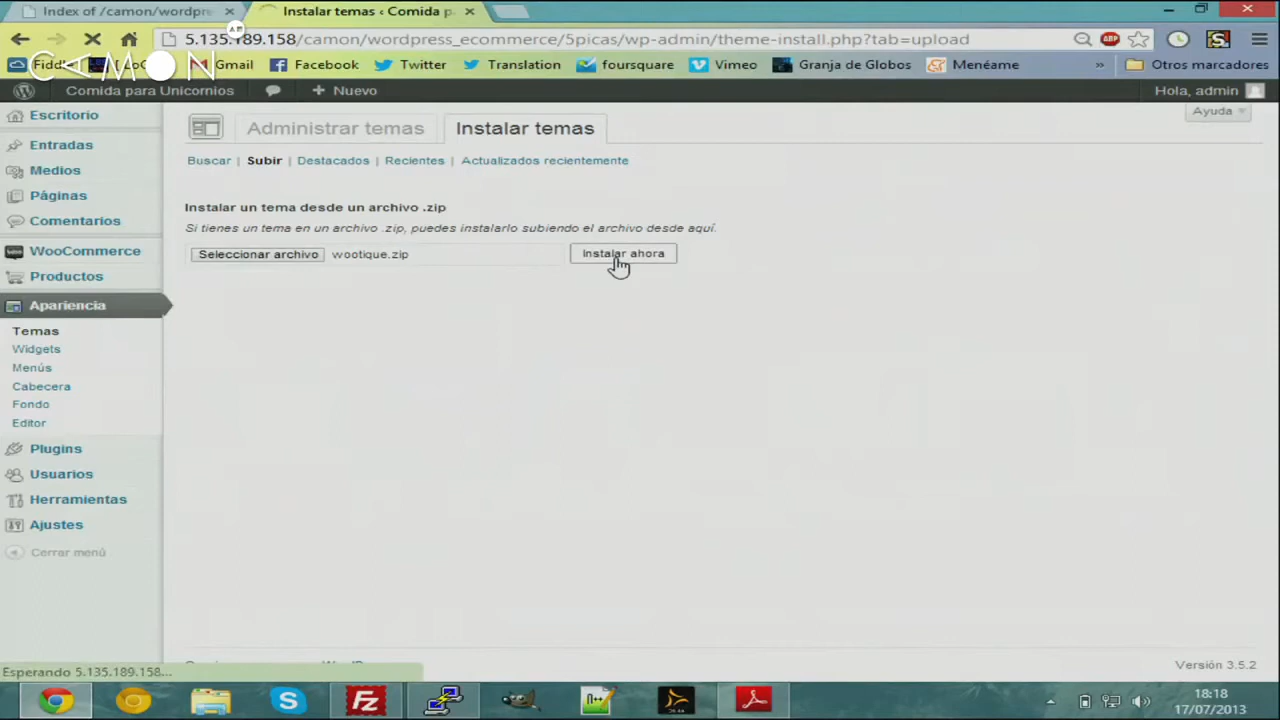 Index of /camon/wordpr
Instalar temas ‹ Comida p
5.135.189.158/camon/wordpress_ecommerce/5picas/wp-admin/theme-install.php?tab=upload
CAMON
Gmail
Facebook
Twitter
Translation
foursquare
Vimeo
Granja de Globos
Menéame
»
Otros marcadores
Comida para Unicornios
+ Nuevo
Hola, admin
Ayuda
Escritorio
Entradas
Medios
Páginas
Comentarios
WooCommerce
Productos
Apariencia
Temas
Widgets
Menús
Cabecera
Fondo
Editor
Plugins
Usuarios
Herramientas
Ajustes
Cerrar menú
Administrar temas
Instalar temas
Buscar | Subir | Destacados | Recientes | Actualizados recientemente
Instalar un tema desde un archivo .zip
Si tienes un tema en un archivo .zip, puedes instalarlo subiendo el archivo desde aquí.
Seleccionar archivo wootique.zip
Instalar ahora
Versión 3.5.2
Esperando 5.135.189.158...
18:18
17/07/2013